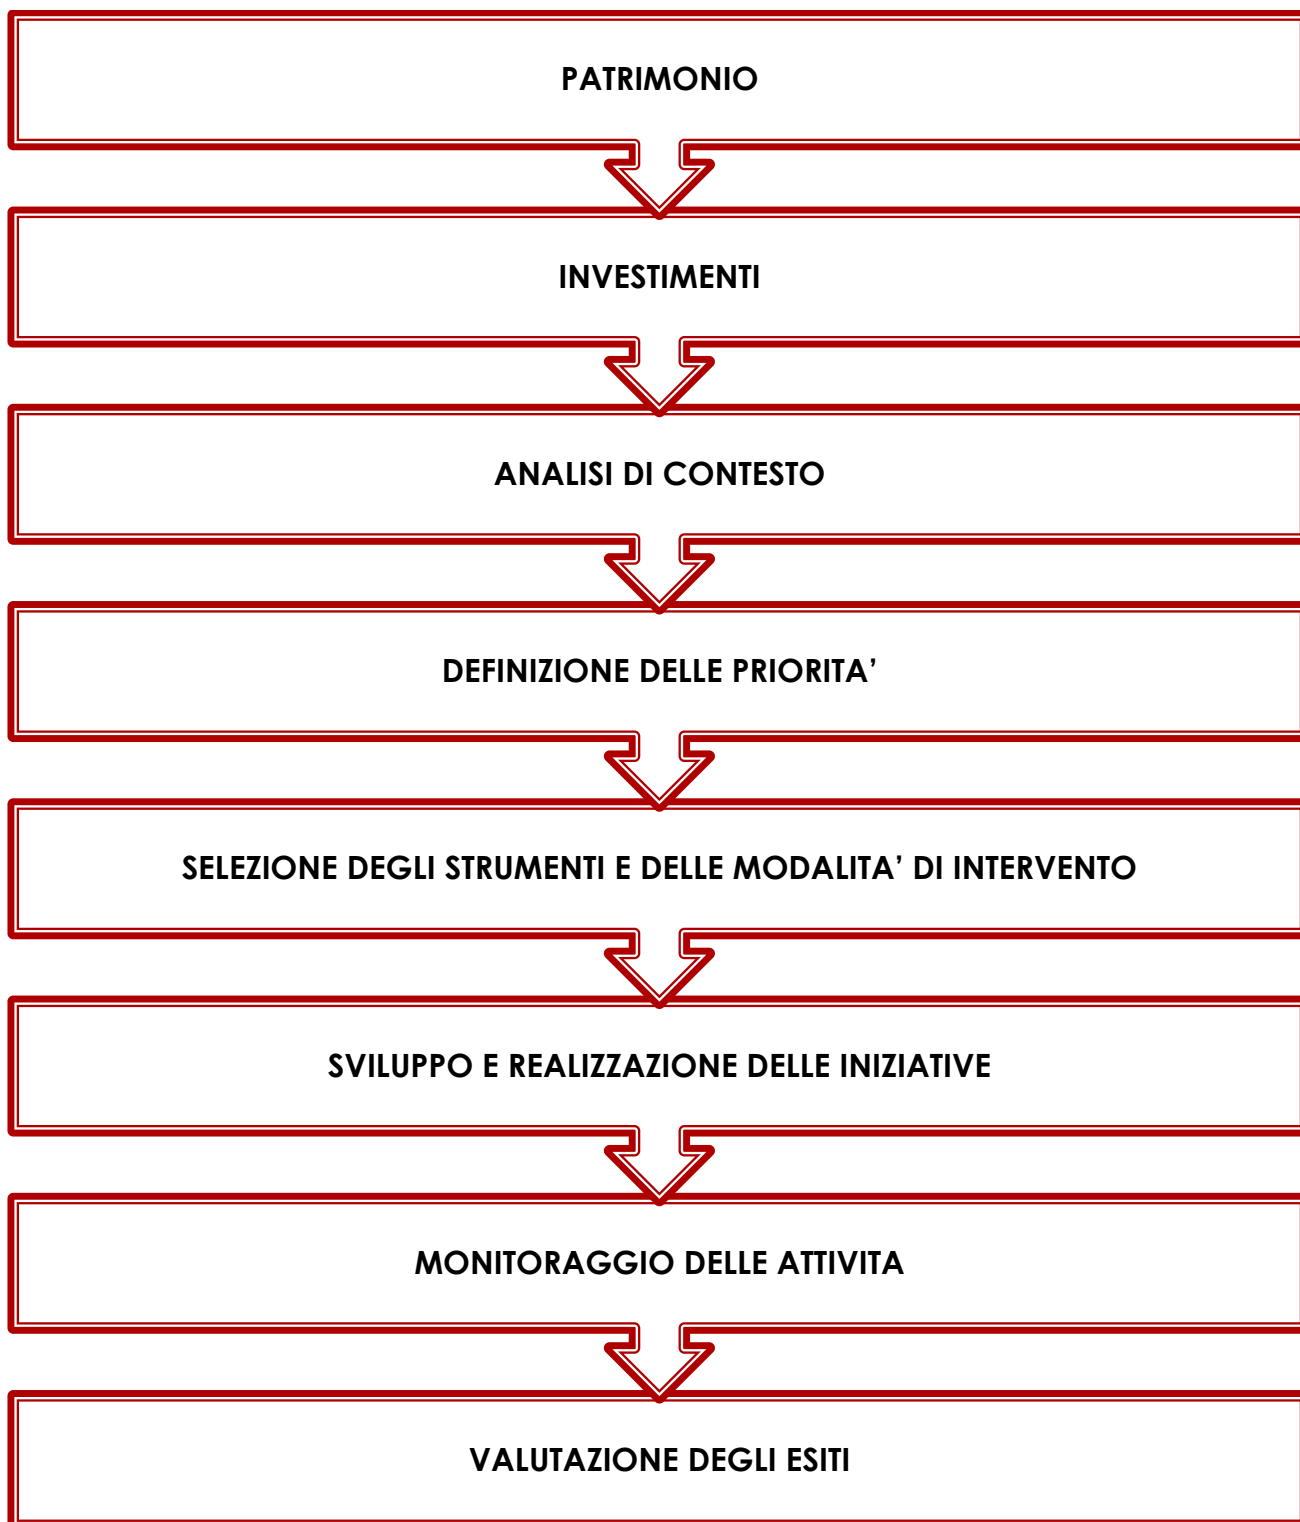 PATRIMONIO
INVESTIMENTI
ANALISI DI CONTESTO
DEFINIZIONE DELLE PRIORITA’
SELEZIONE DEGLI STRUMENTI E DELLE MODALITA’ DI INTERVENTO
SVILUPPO E REALIZZAZIONE DELLE INIZIATIVE
MONITORAGGIO DELLE ATTIVITA
VALUTAZIONE DEGLI ESITI